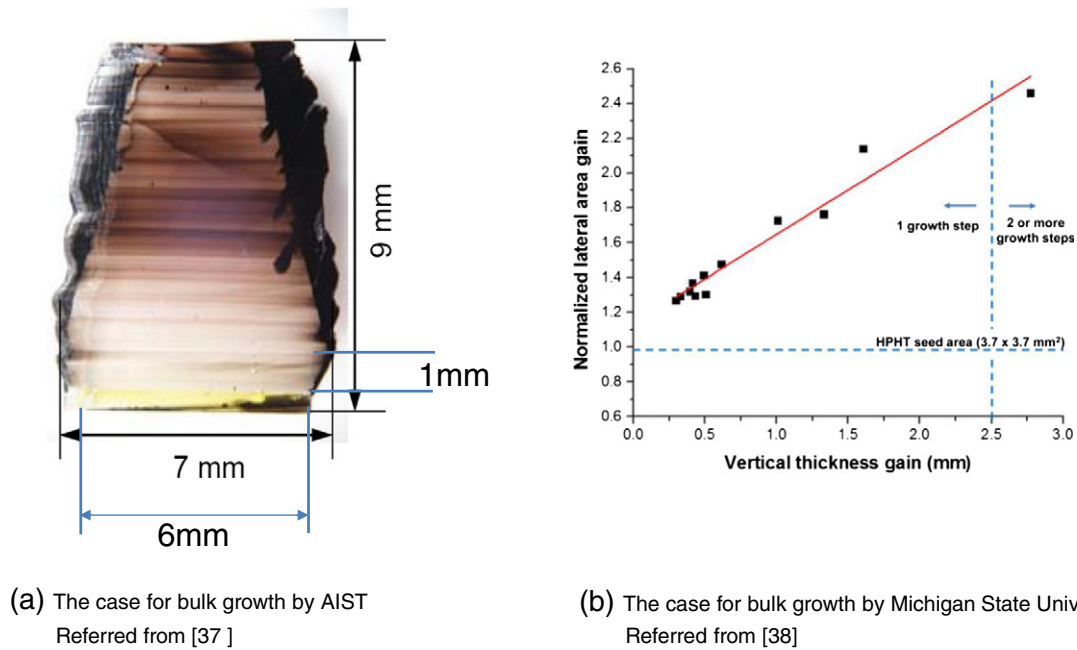 9 mm
1mm
7 mm
6mm
(a) The case for bulk growth by AIST
Referred from [37 ]
Normalized lateral area gain
2.6
2.4
2.2
2.0
1.8
1.6
1.4
1.2
1.0
0.8
0.6
1 growth step
2 or more
growth steps
HPHT seed area (3.7 x 3.7 mm²)
0.0 0.5 1.0 1.5 2.0 2.5 3.0
Vertical thickness gain (mm)
(b) The case for bulk growth by Michigan State Univ
Referred from [38]